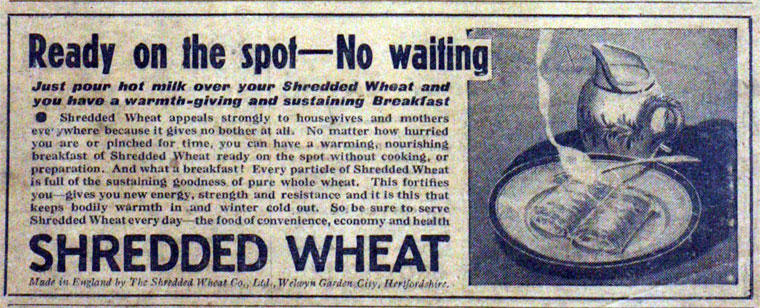 Ready on the spot—No waiting
Just pour hot milk over your Shredded Wheat and
you have a warmth-giving and sustaining Breakfast
● Shredded Wheat appeals strongly to housewives and mothers
everywhere because it gives no bother at all. No matter how hurried
you are or pinched for time, you can have a warming, nourishing
breakfast of Shredded Wheat ready on the spot without cooking, or
preparation. And what a breakfast! Every particle of Shredded Wheat
is full of the sustaining goodness of pure whole wheat. This fortifies
you—gives you new energy, strength and resistance and it is this that
keeps bodily warmth in and winter cold out. So be sure to serve
Shredded Wheat every day—the food of convenience, economy and health
SHREDDED WHEAT
Made in England by The Shredded Wheat Co., Ltd., Welwyn Garden City, Hertfordshire.